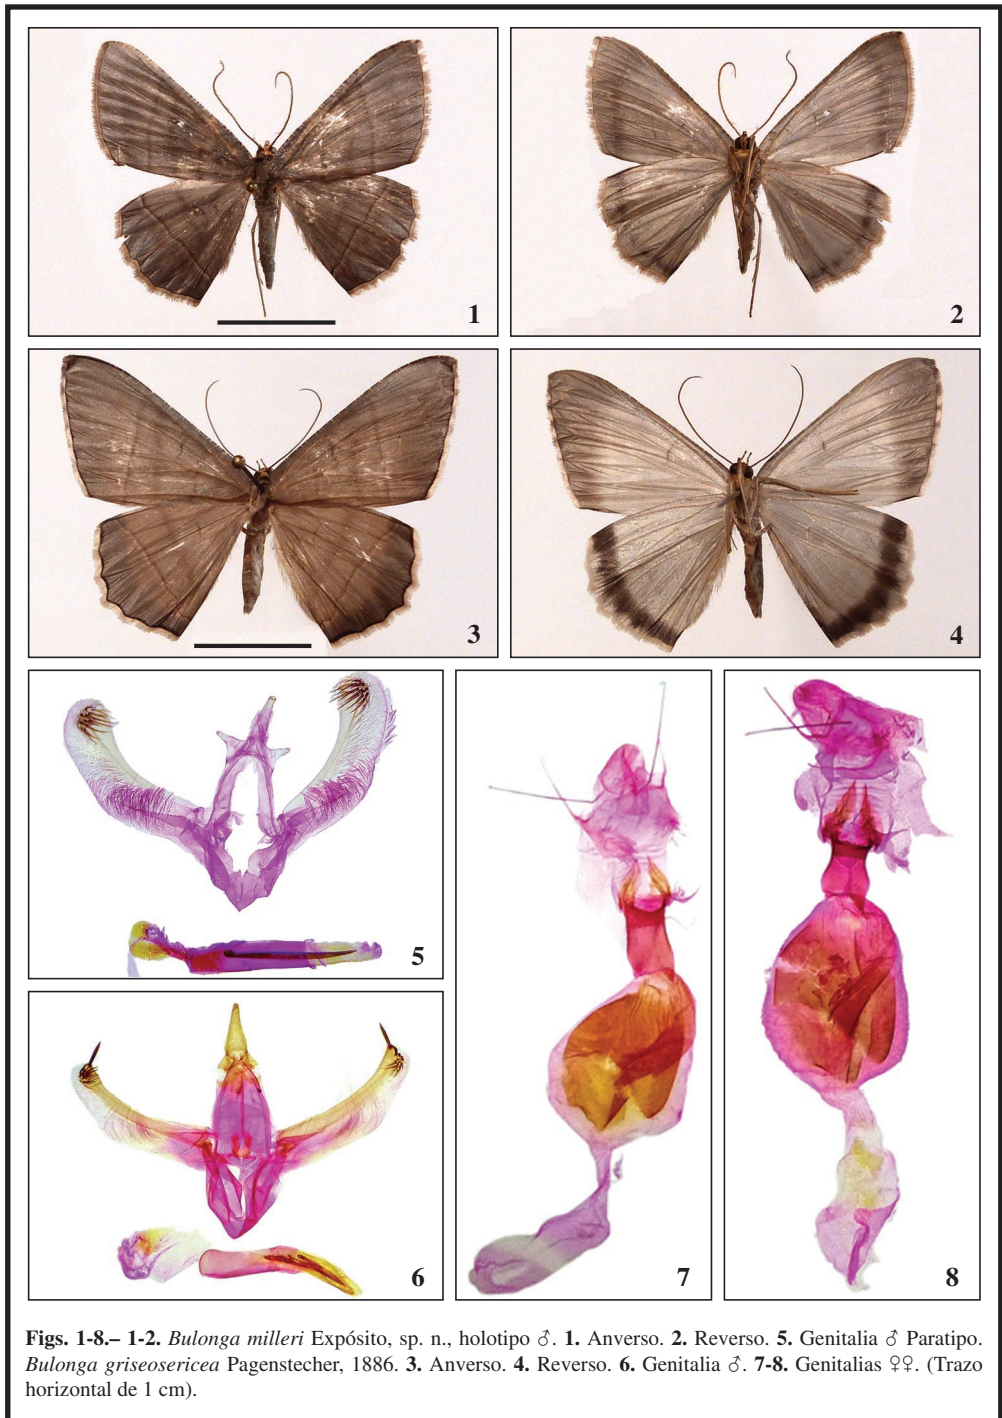 1
2
3
4
5
6
7
8
Figs. 1-8.– 1-2. Bulonga milleri Expósito, sp. n., holotipo ♂. 1. Anverso. 2. Reverso. 5. Genitalia ♂ Paratipo.
Bulonga griseosericea Pagenstecher, 1886. 3. Anverso. 4. Reverso. 6. Genitalia ♂. 7-8. Genitalias ♀♀. (Trazo
horizontal de 1 cm).